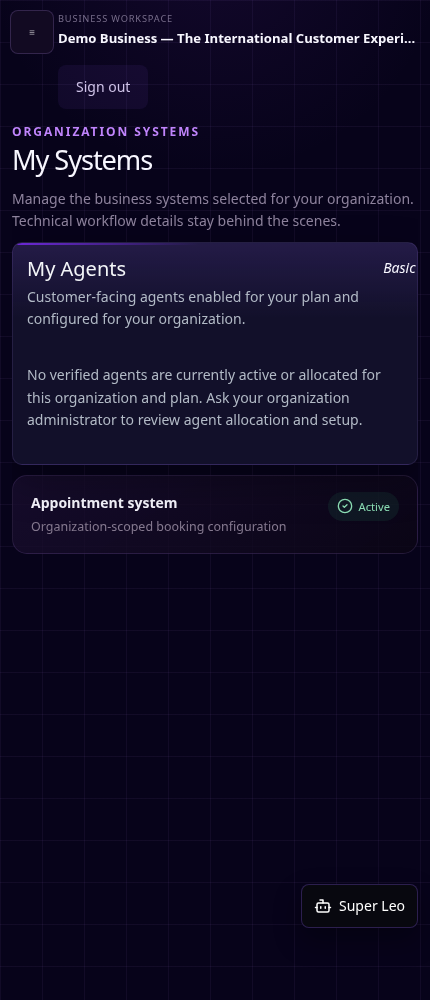 BUSINESS WORKSPACE
Demo Business — The International Customer Experi...
Sign out
ORGANIZATION SYSTEMS
My Systems
Manage the business systems selected for your organization.
Technical workflow details stay behind the scenes.
My Agents
Basic
Customer-facing agents enabled for your plan and
configured for your organization.
No verified agents are currently active or allocated for
this organization and plan. Ask your organization
administrator to review agent allocation and setup.
Appointment system
Active
Organization-scoped booking configuration
Super Leo